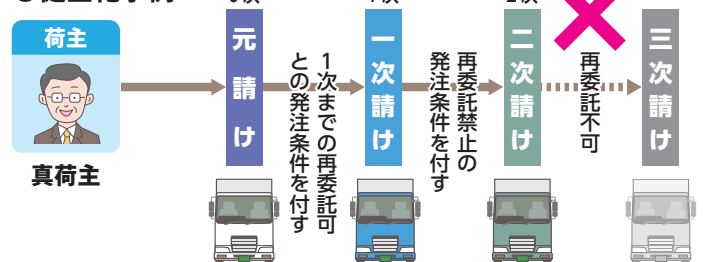 荷主
真荷主
元請け
1次までの再委託可
との発注条件を付す
一次請け
再委託禁止の
発注条件を付す
二次請け
再委託不可
三次請け